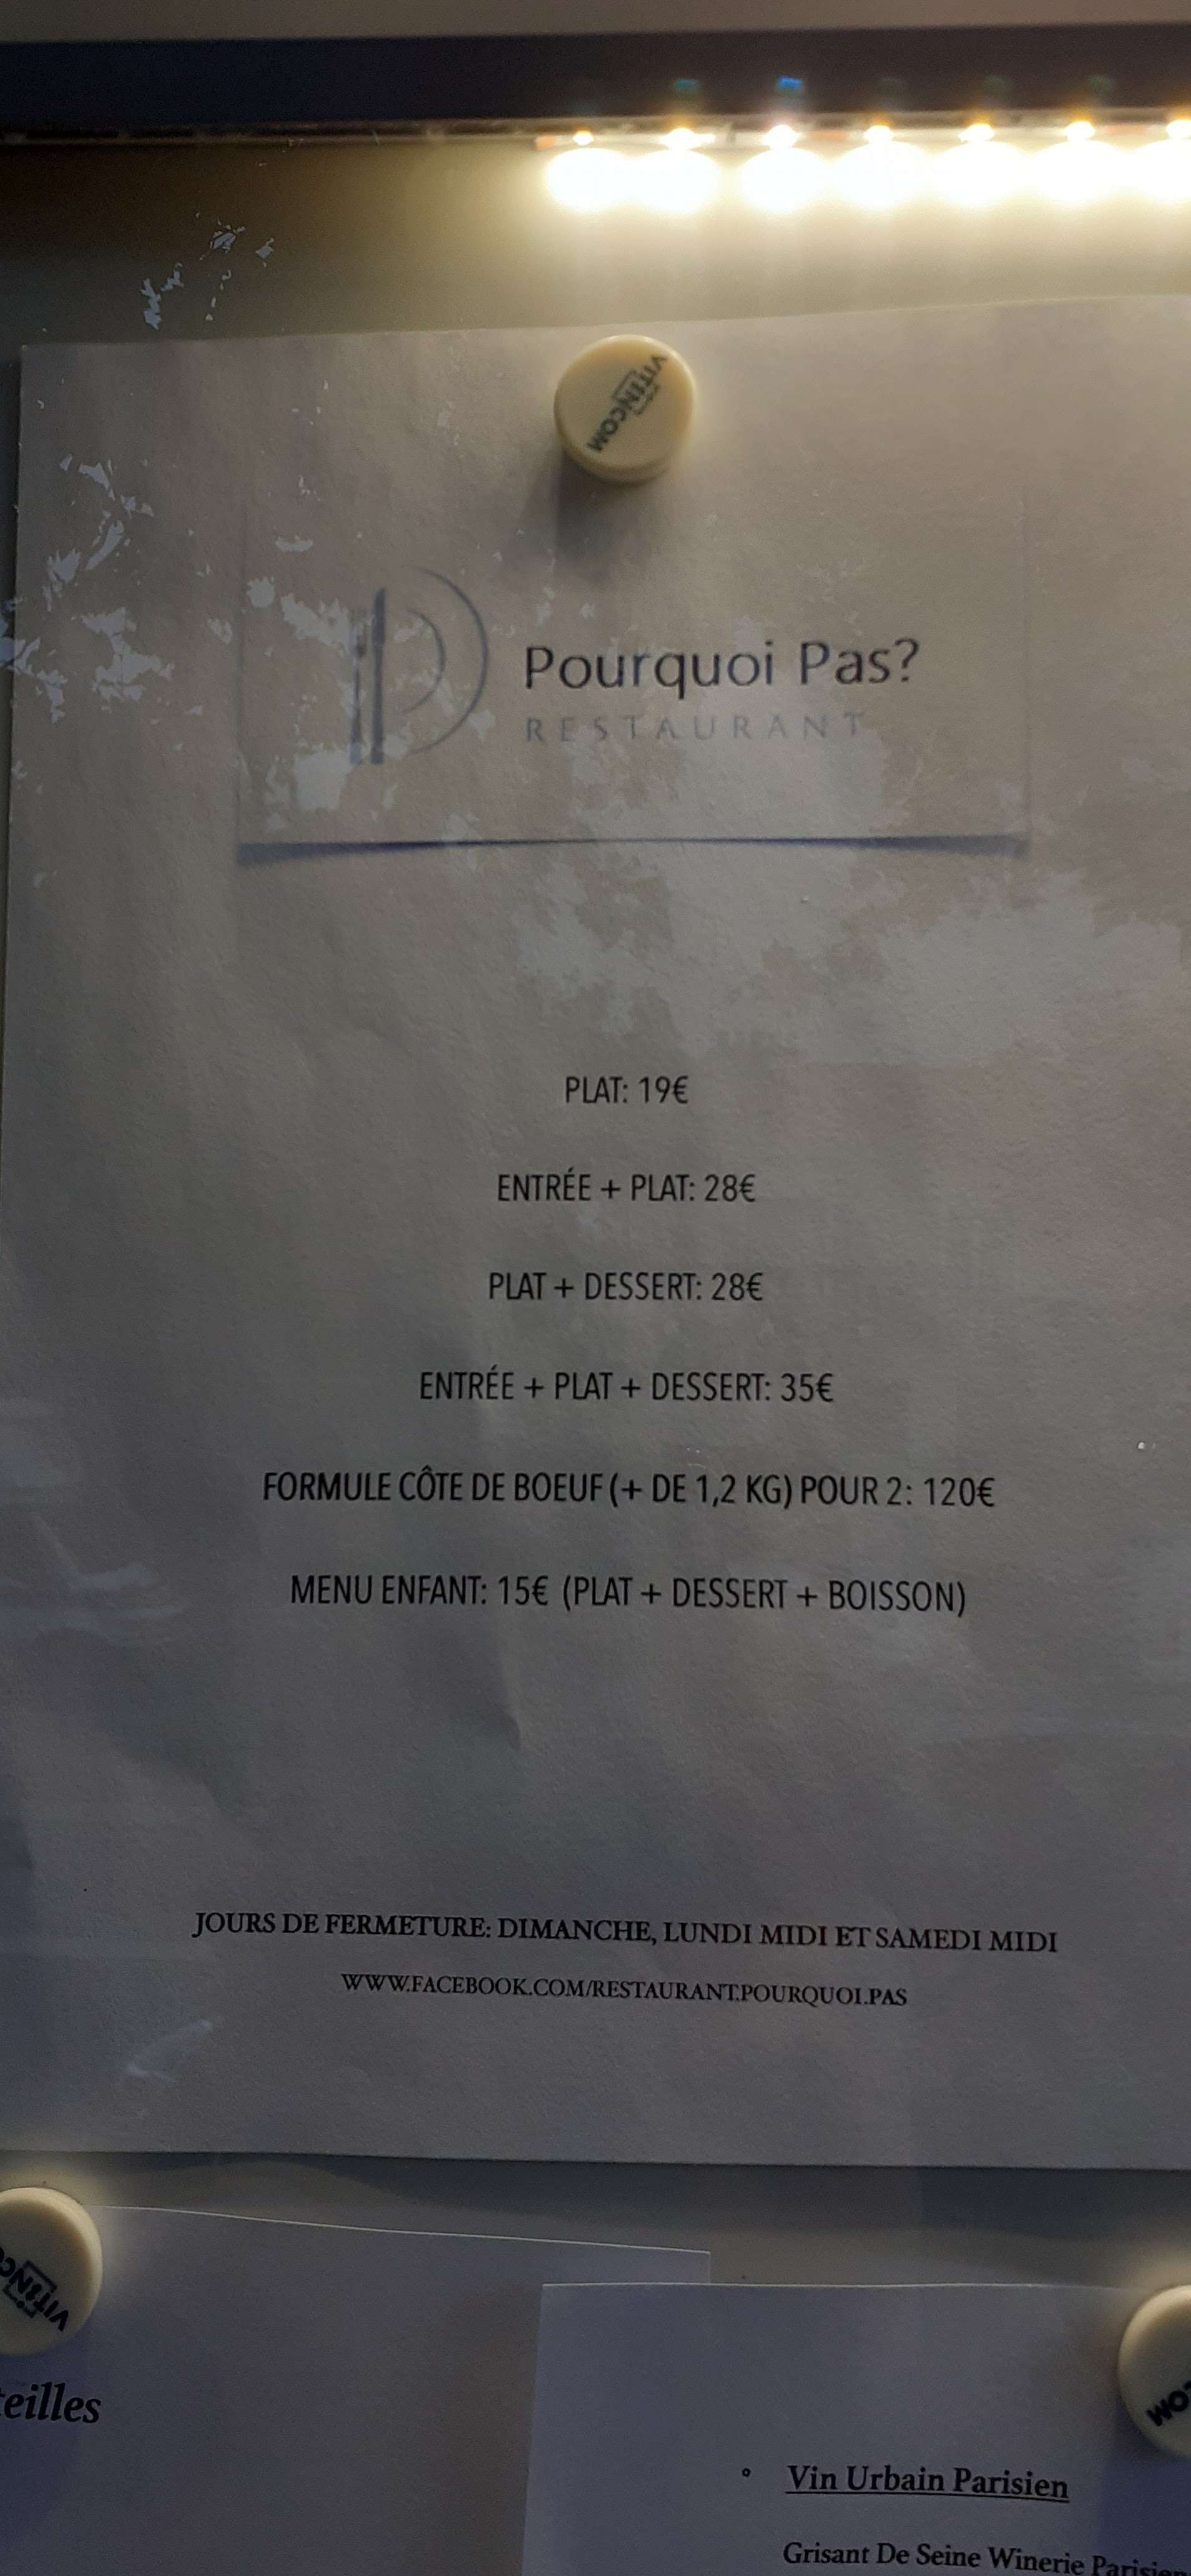 VITINCOM
Pourquoi Pas?
RESTAURANT
PLAT: 19€
ENTRÉE + PLAT: 28€
PLAT + DESSERT: 28€
ENTRÉE + PLAT + DESSERT: 35€
FORMULE CÔTE DE BOEUF (+ DE 1,2 KG) POUR 2: 120€
MENU ENFANT: 15€ (PLAT + DESSERT + BOISSON)
JOURS DE FERMETURE: DIMANCHE, LUNDI MIDI ET SAMEDI MIDI
WWW.FACEBOOK.COM/RESTAURANT.POURQUOI.PAS
eilles
° Vin Urbain Parisien
Grisant De Seine Winerie Parisien